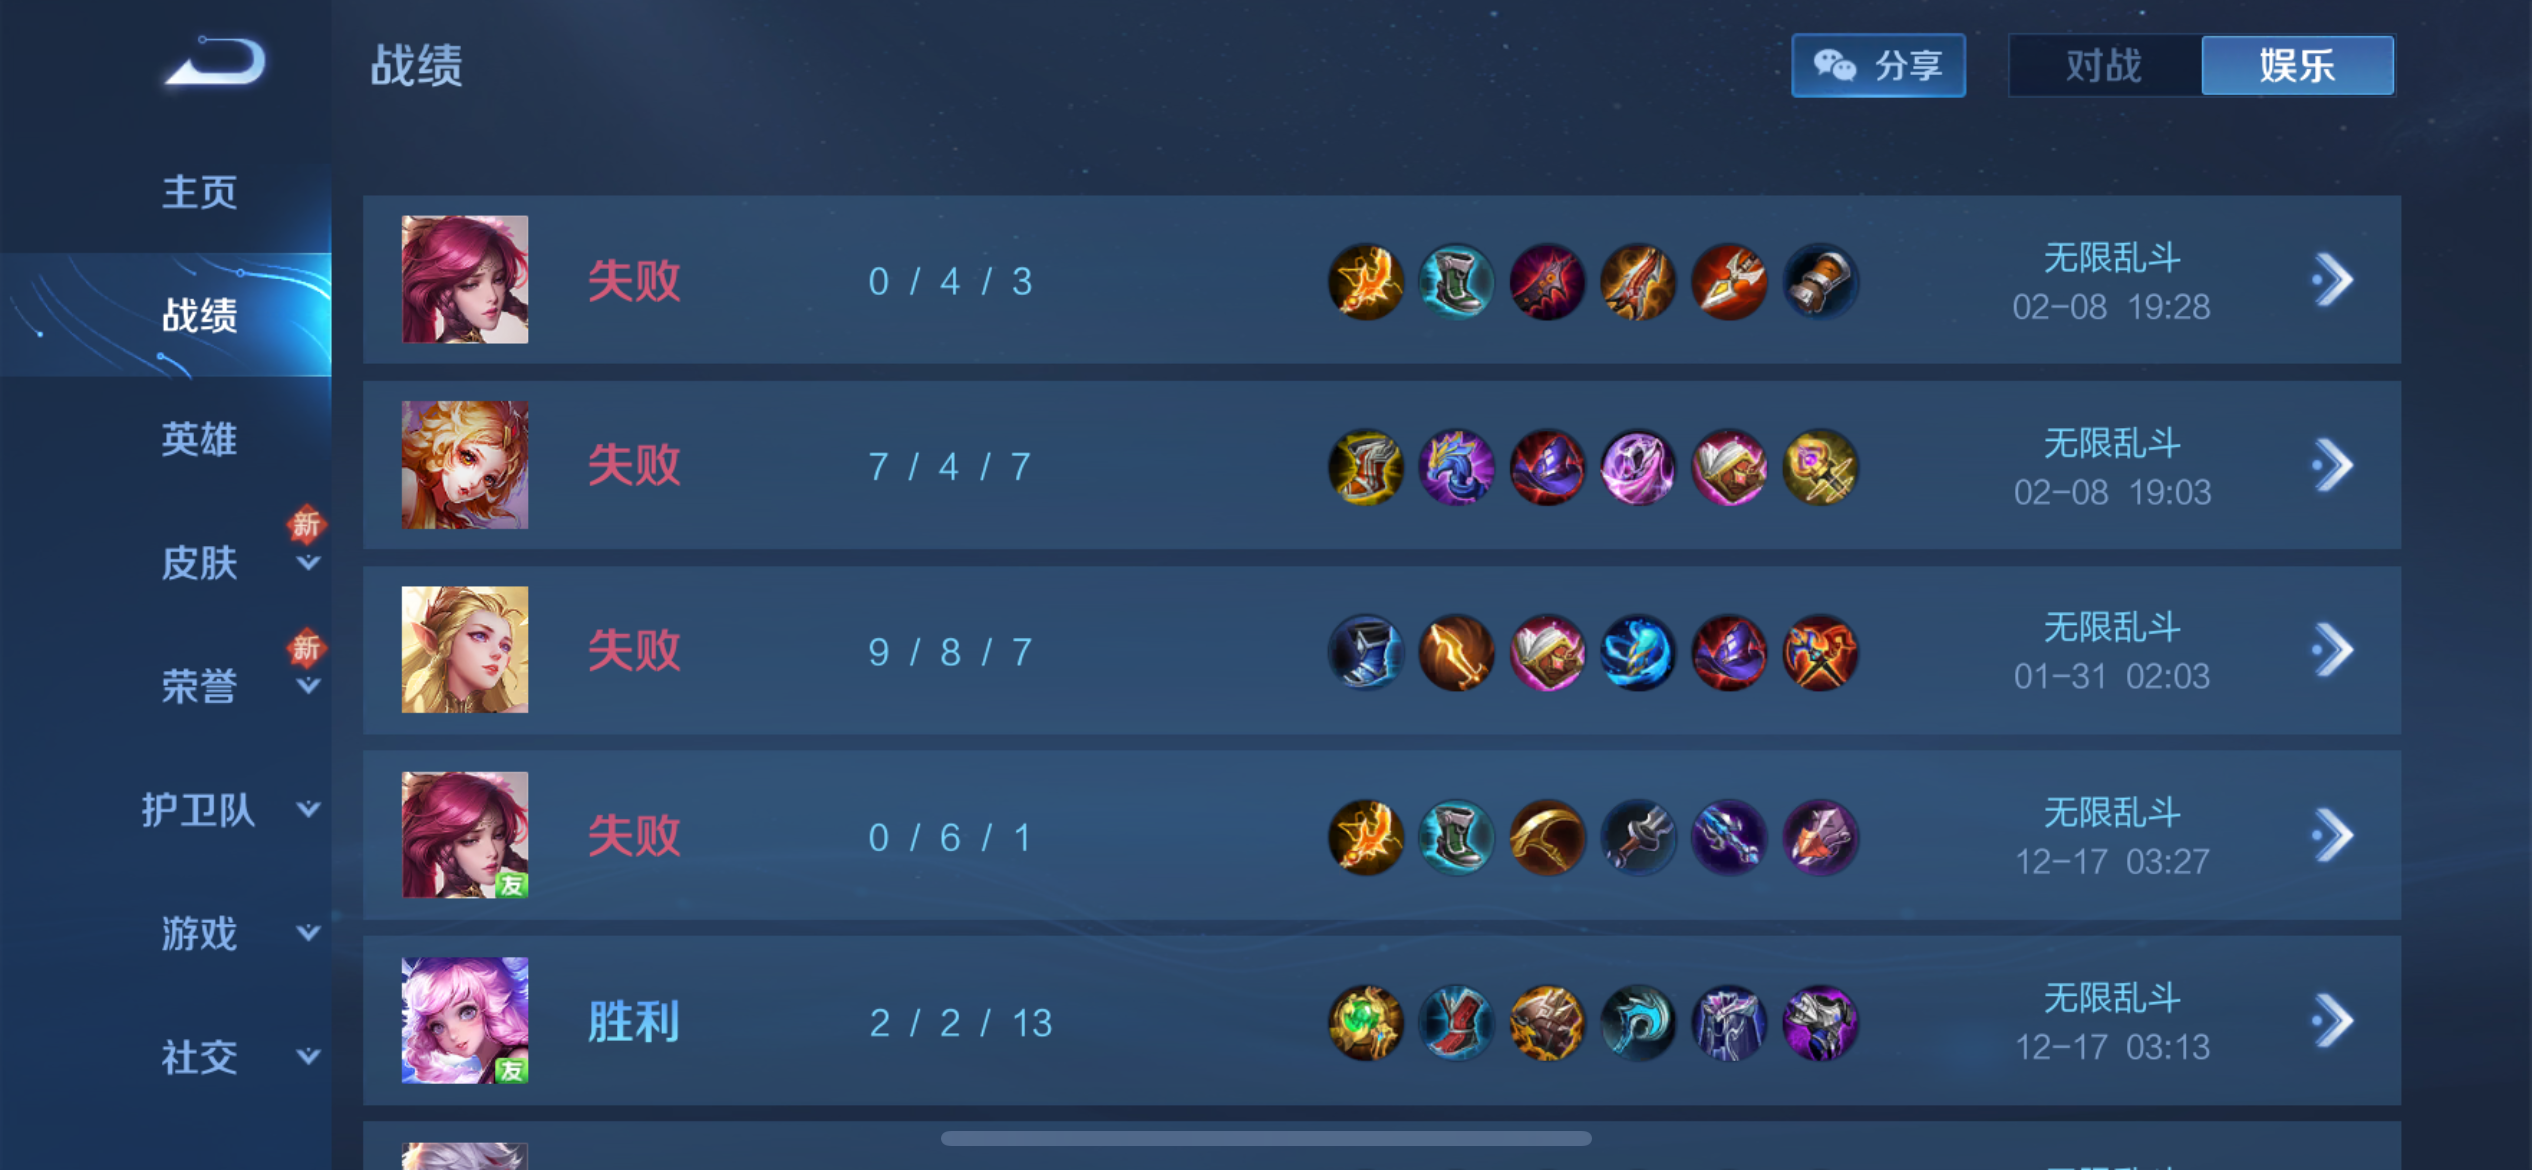 战绩
分享
对战
娱乐
主页
战绩
英雄
新
皮肤
新
荣誉
护卫队
游戏
社交
失败
0 / 4 / 3
无限乱斗
02-08 19:28
失败
7 / 4 / 7
无限乱斗
02-08 19:03
失败
9 / 8 / 7
无限乱斗
01-31 02:03
友
失败
0 / 6 / 1
无限乱斗
12-17 03:27
友
胜利
2 / 2 / 13
无限乱斗
12-17 03:13